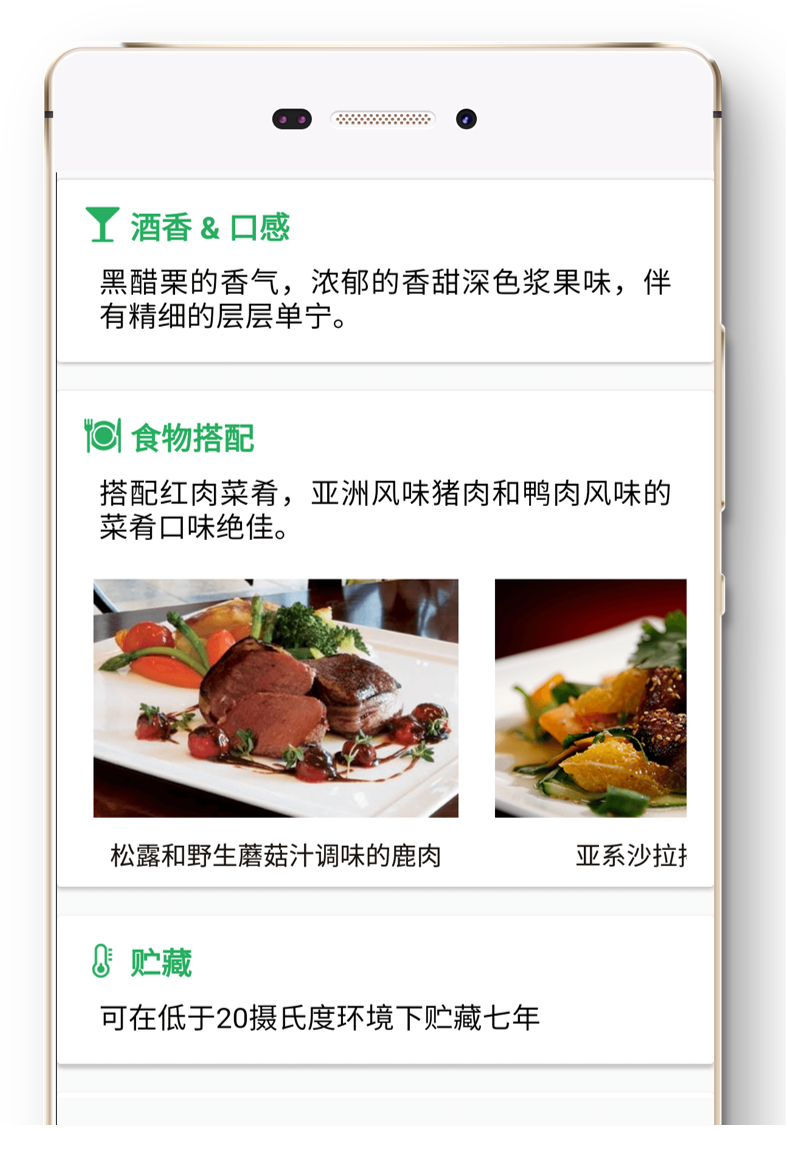 酒香 & 口感
黑醋栗的香气，浓郁的香甜深色浆果味，伴
有精细的层层单宁。
食物搭配
搭配红肉菜肴，亚洲风味猪肉和鸭肉风味的
菜肴口味绝佳。
松露和野生蘑菇汁调味的鹿肉
亚系沙拉
贮藏
可在低于20摄氏度环境下贮藏七年